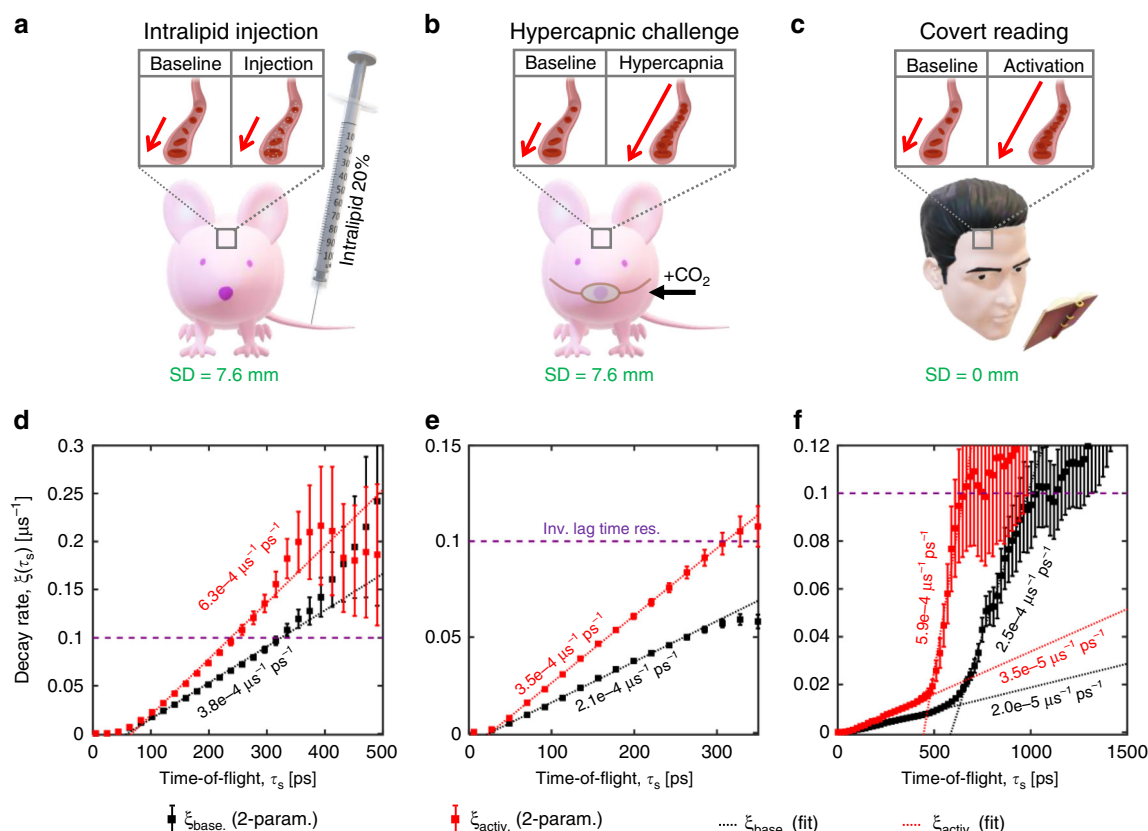 a
Intralipid injection
Baseline
Injection
10
20
30
40
50
60
70
80
90
Intralipid 20%
SD = 7.6 mm
b
Hypercapnic challenge
Baseline
Hypercapnia
+CO₂
SD = 7.6 mm
c
Covert reading
Baseline
Activation
SD = 0 mm
d
Decay rate, ξ(τₛ) [μs⁻¹]
0.3
0.25
0.2
0.15
0.1
0.05
0
6.3e–4 μs⁻¹ ps⁻¹
3.8e–4 μs⁻¹ ps⁻¹
0 100 200 300 400 500
Time-of-flight, τₛ [ps]
e
0.1
0.05
0
Inv. lag time res.
3.5e–4 μs⁻¹ ps⁻¹
2.1e–4 μs⁻¹ ps⁻¹
0 100 200 300
Time-of-flight, τₛ [ps]
f
0.12
0.1
0.08
0.06
0.04
0.02
0
5.9e–4 μs⁻¹ ps⁻¹
2.5e–4 μs⁻¹ ps⁻¹
3.5e–5 μs⁻¹ ps⁻¹
2.0e–5 μs⁻¹ ps⁻¹
0 500 1000 1500
Time-of-flight, τₛ [ps]
ξbase. (2-param.)
ξactiv. (2-param.)
ξbase. (fit)
ξactiv. (fit)